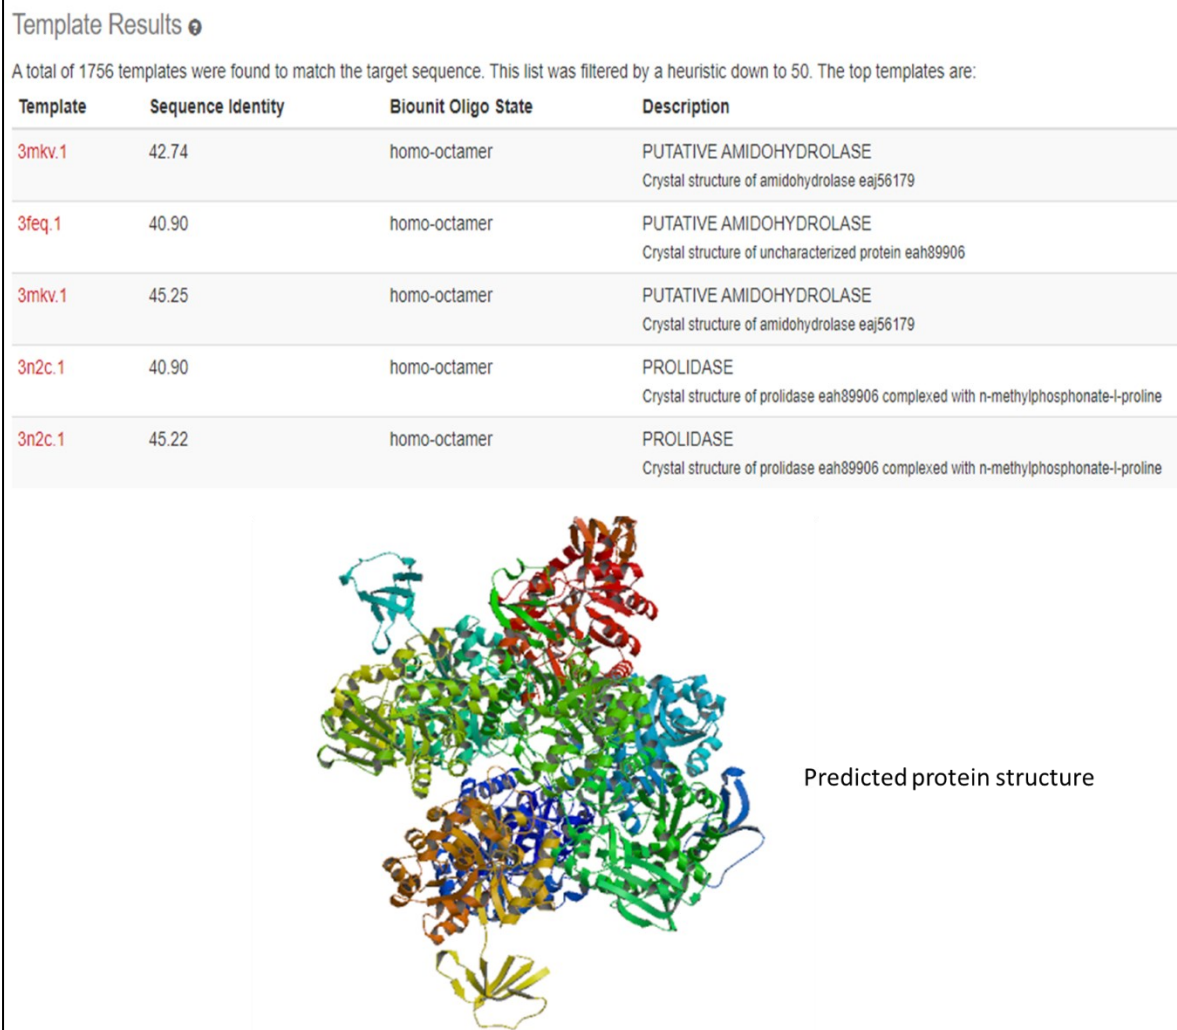 Template Results
A total of 1756 templates were found to match the target sequence. This list was filtered by a heuristic down to 50. The top templates are:
Template Sequence Identity Biounit Oligo State Description
3mkv.1 42.74 homo-octamer PUTATIVE AMIDOHYDROLASE
Crystal structure of amidohydrolase eaj56179
3feq.1 40.90 homo-octamer PUTATIVE AMIDOHYDROLASE
Crystal structure of uncharacterized protein eah89906
3mkv.1 45.25 homo-octamer PUTATIVE AMIDOHYDROLASE
Crystal structure of amidohydrolase eaj56179
3n2c.1 40.90 homo-octamer PROLIDASE
Crystal structure of prolidase eah89906 complexed with n-methylphosphonate-l-proline
3n2c.1 45.22 homo-octamer PROLIDASE
Crystal structure of prolidase eah89906 complexed with n-methylphosphonate-l-proline
Predicted protein structure